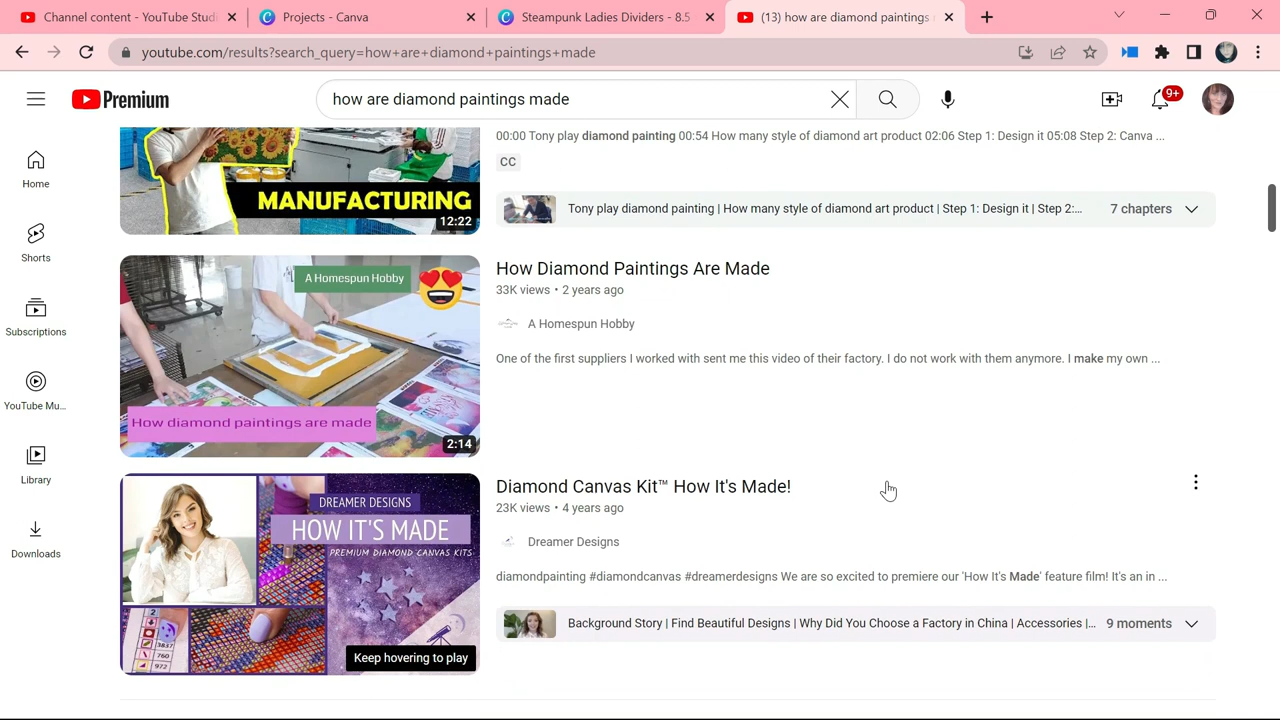 Channel content - YouTube Studi
Projects - Canva
Steampunk Ladies Dividers - 8.5
(13) how are diamond paintings
youtube.com/results?search_query=how+are+diamond+paintings+made
Premium
how are diamond paintings made
9+
Home
Shorts
Subscriptions
YouTube Mu...
Library
Downloads
MANUFACTURING
12:22
00:00 Tony play diamond painting 00:54 How many style of diamond art product 02:06 Step 1: Design it 05:08 Step 2: Canva ...
CC
Tony play diamond painting | How many style of diamond art product | Step 1: Design it | Step 2:...
7 chapters
A Homespun Hobby
How diamond paintings are made
2:14
How Diamond Paintings Are Made
33K views • 2 years ago
A Homespun Hobby
One of the first suppliers I worked with sent me this video of their factory. I do not work with them anymore. I make my own ...
DREAMER DESIGNS
HOW IT'S MADE
PREMIUM DIAMOND CANVAS KITS
2
3837
760
972
Keep hovering to play
Diamond Canvas Kit™ How It's Made!
23K views • 4 years ago
Dreamer Designs
diamondpainting #diamondcanvas #dreamerdesigns We are so excited to premiere our 'How It's Made' feature film! It's an in ...
Background Story | Find Beautiful Designs | Why Did You Choose a Factory in China | Accessories |...
9 moments